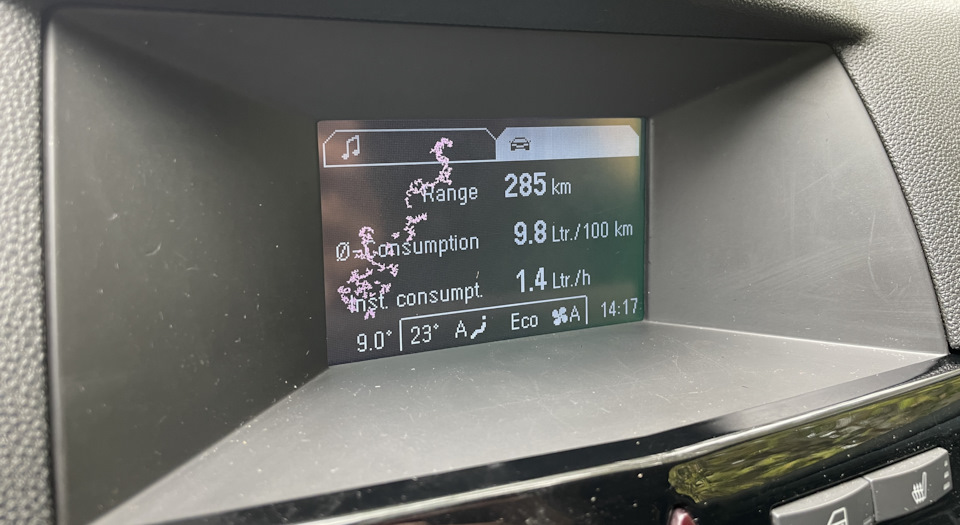 Range 285 km
Ø-Consumption 9.8 Ltr./100 km
Inst. consumpt. 1.4 Ltr./h
9.0° 23° A Eco A 14:17